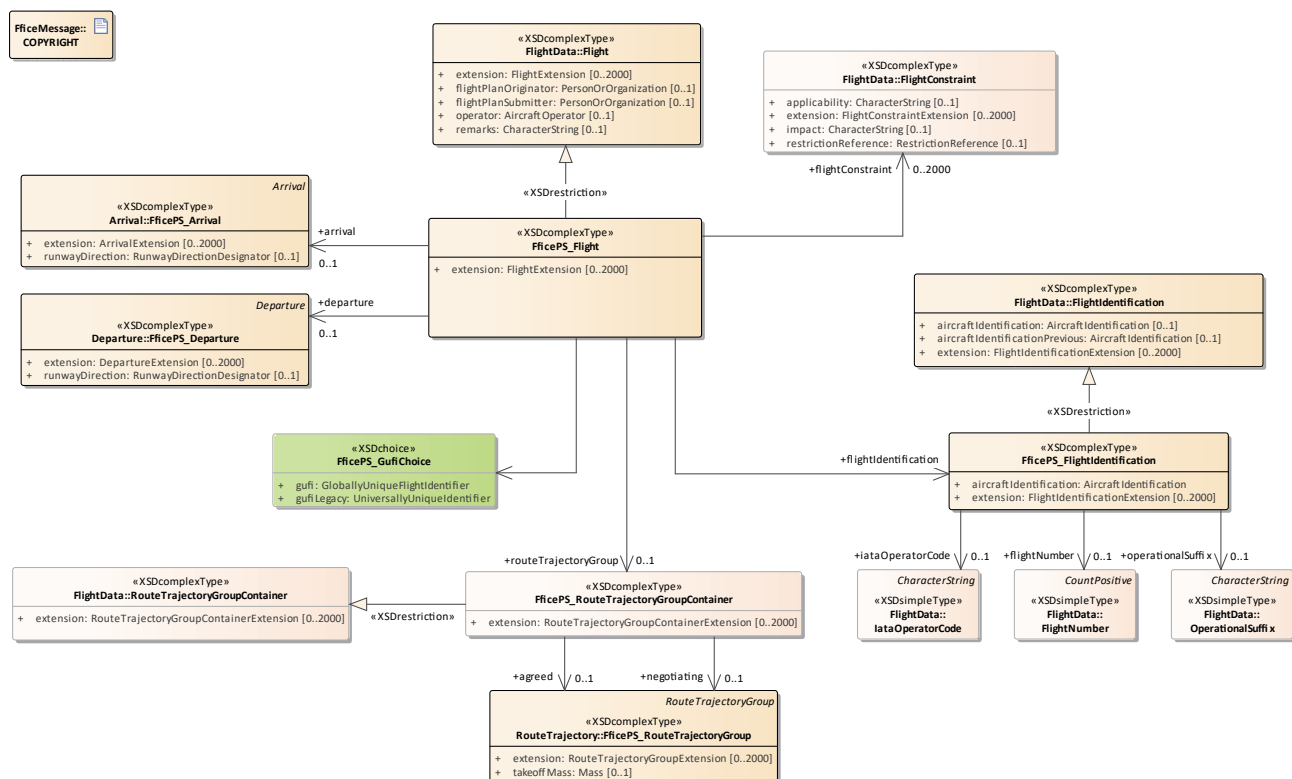 FficeMessage::
COPYRIGHT
«XSDcomplexType»
FlightData::Flight
+ extension: FlightExtension [0..2000]
+ flightPlanOriginator: PersonOrOrganization [0..1]
+ flightPlanSubmitter: PersonOrOrganization [0..1]
+ operator: AircraftOperator [0..1]
+ remarks: CharacterString [0..1]
«XSDcomplexType»
FlightData::FlightConstraint
+ applicability: CharacterString [0..1]
+ extension: FlightConstraintExtension [0..2000]
+ impact: CharacterString [0..1]
+ restrictionReference: RestrictionReference [0..1]
+flightConstraint 0..2000
«XSDrestriction»
Arrival
«XSDcomplexType»
Arrival::FficePS_Arrival
+ extension: ArrivalExtension [0..2000]
+ runwayDirection: RunwayDirectionDesignator [0..1]
+arrival
0..1
«XSDcomplexType»
FficePS_Flight
+ extension: FlightExtension [0..2000]
Departure
«XSDcomplexType»
Departure::FficePS_Departure
+ extension: DepartureExtension [0..2000]
+ runwayDirection: RunwayDirectionDesignator [0..1]
+departure
0..1
«XSDcomplexType»
FlightData::FlightIdentification
+ aircraftIdentification: AircraftIdentification [0..1]
+ aircraftIdentificationPrevious: AircraftIdentification [0..1]
+ extension: FlightIdentificationExtension [0..2000]
«XSDrestriction»
«XSDchoice»
FficePS_GufiChoice
+ gufi: GloballyUniqueFlightIdentifier
+ gufiLegacy: UniversallyUniqueIdentifier
+flightIdentification
«XSDcomplexType»
FficePS_FlightIdentification
+ aircraftIdentification: AircraftIdentification
+ extension: FlightIdentificationExtension [0..2000]
+iataOperatorCode 0..1
+flightNumber 0..1
+operationalSuffix 0..1
CharacterString
«XSDsimpleType»
FlightData::
IataOperatorCode
CountPositive
«XSDsimpleType»
FlightData::
FlightNumber
CharacterString
«XSDsimpleType»
FlightData::
OperationalSuffix
+routeTrajectoryGroup 0..1
«XSDcomplexType»
FlightData::RouteTrajectoryGroupContainer
+ extension: RouteTrajectoryGroupContainerExtension [0..2000]
«XSDrestriction»
«XSDcomplexType»
FficePS_RouteTrajectoryGroupContainer
+ extension: RouteTrajectoryGroupContainerExtension [0..2000]
+agreed 0..1
+negotiating 0..1
RouteTrajectoryGroup
«XSDcomplexType»
RouteTrajectory::FficePS_RouteTrajectoryGroup
+ extension: RouteTrajectoryGroupExtension [0..2000]
+ takeoffMass: Mass [0..1]